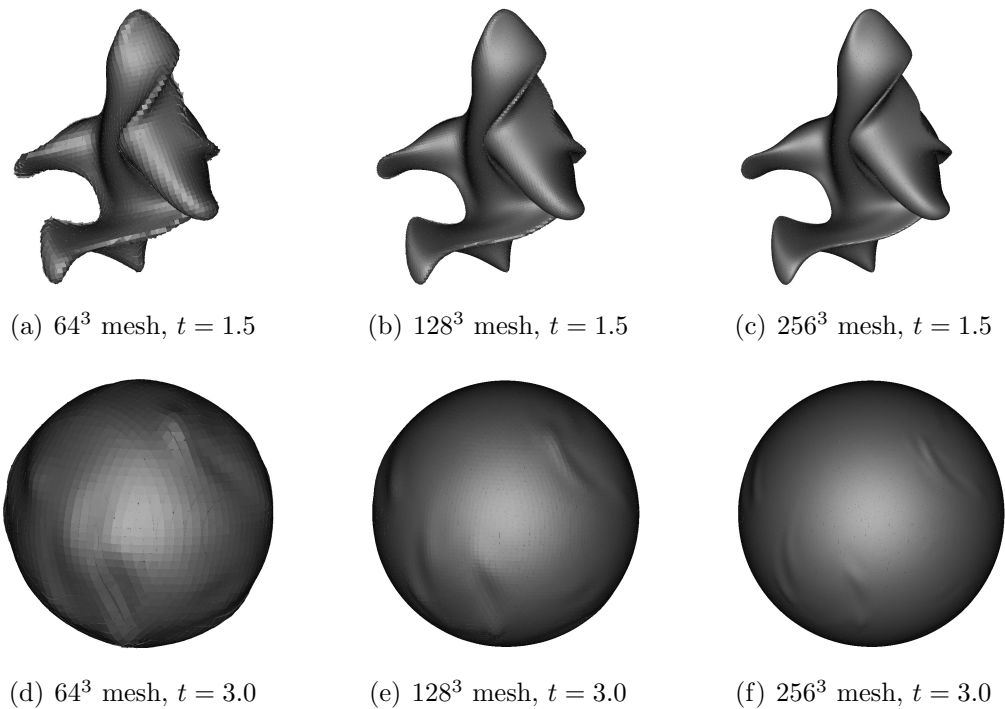 (a) 64³ mesh, t = 1.5 (b) 128³ mesh, t = 1.5 (c) 256³ mesh, t = 1.5
(d) 64³ mesh, t = 3.0 (e) 128³ mesh, t = 3.0 (f) 256³ mesh, t = 3.0